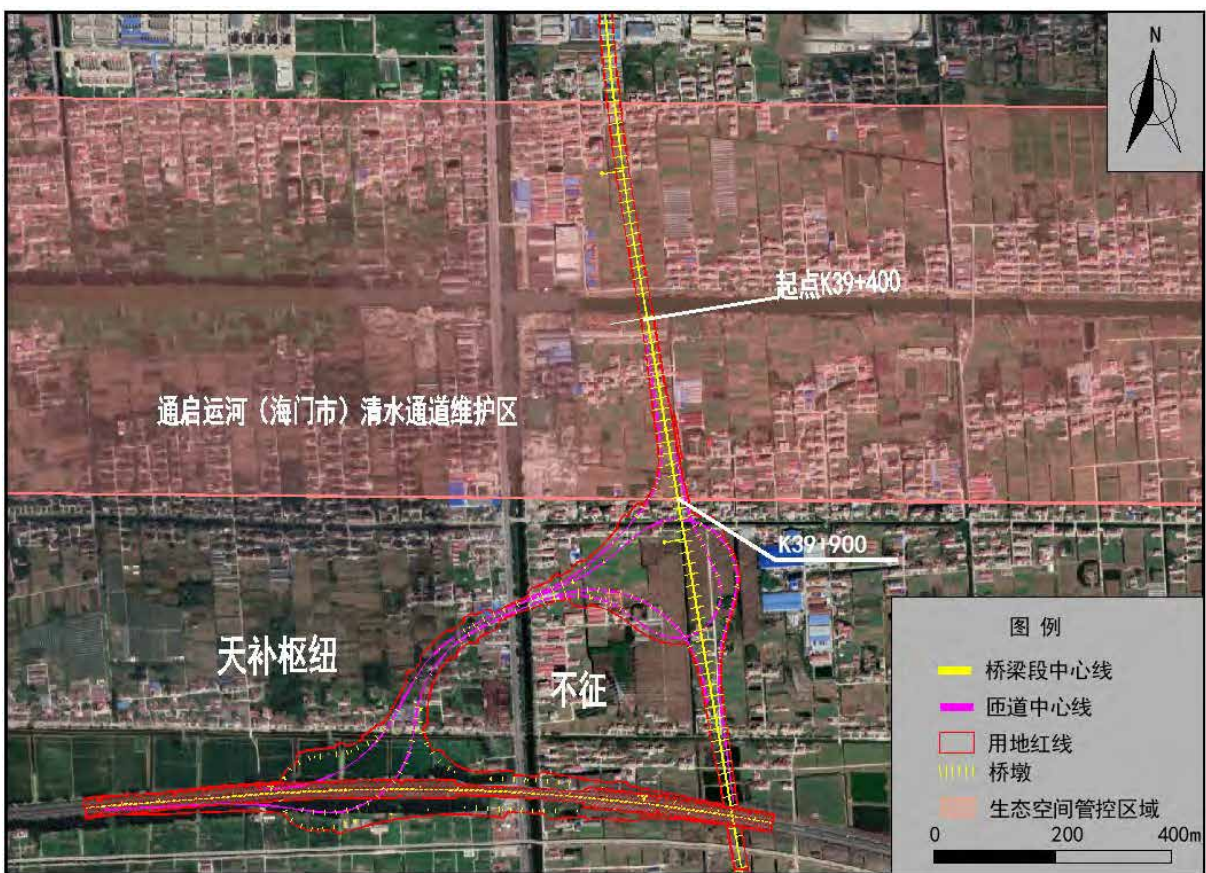 N
起点K39+400
通启运河（海门市）清水通道维护区
K39+900
天补枢纽
不征
图 例
桥梁段中心线
匝道中心线
用地红线
桥墩
生态空间管控区域
0 200 400m